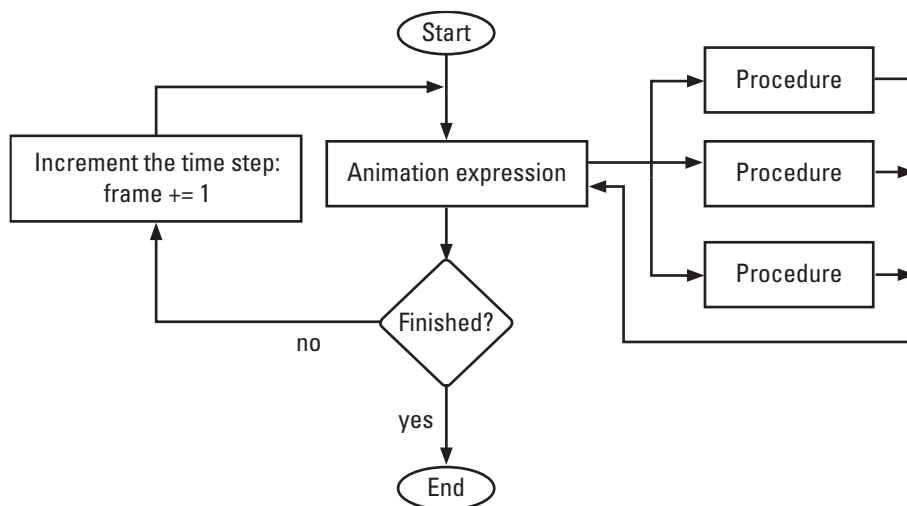 Start
Procedure
Increment the time step:
frame += 1
Animation expression
Procedure
Procedure
Finished?
no
yes
End